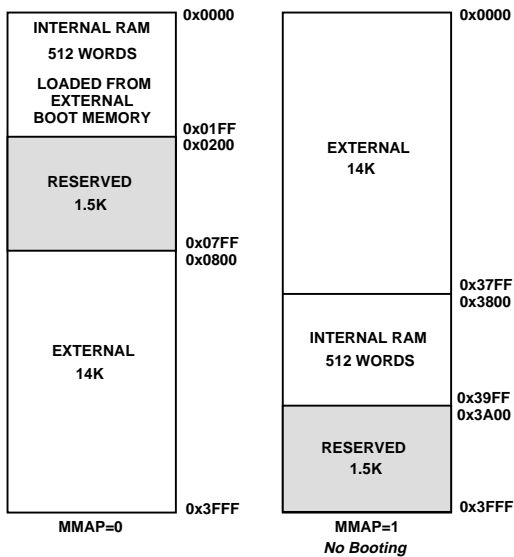 0x0000
INTERNAL RAM
512 WORDS
LOADED FROM
EXTERNAL
BOOT MEMORY
0x01FF
0x0200
RESERVED
1.5K
0x07FF
0x0800
EXTERNAL
14K
0x3FFF
MMAP=0
0x0000
EXTERNAL
14K
0x37FF
0x3800
INTERNAL RAM
512 WORDS
0x39FF
0x3A00
RESERVED
1.5K
0x3FFF
MMAP=1
No Booting